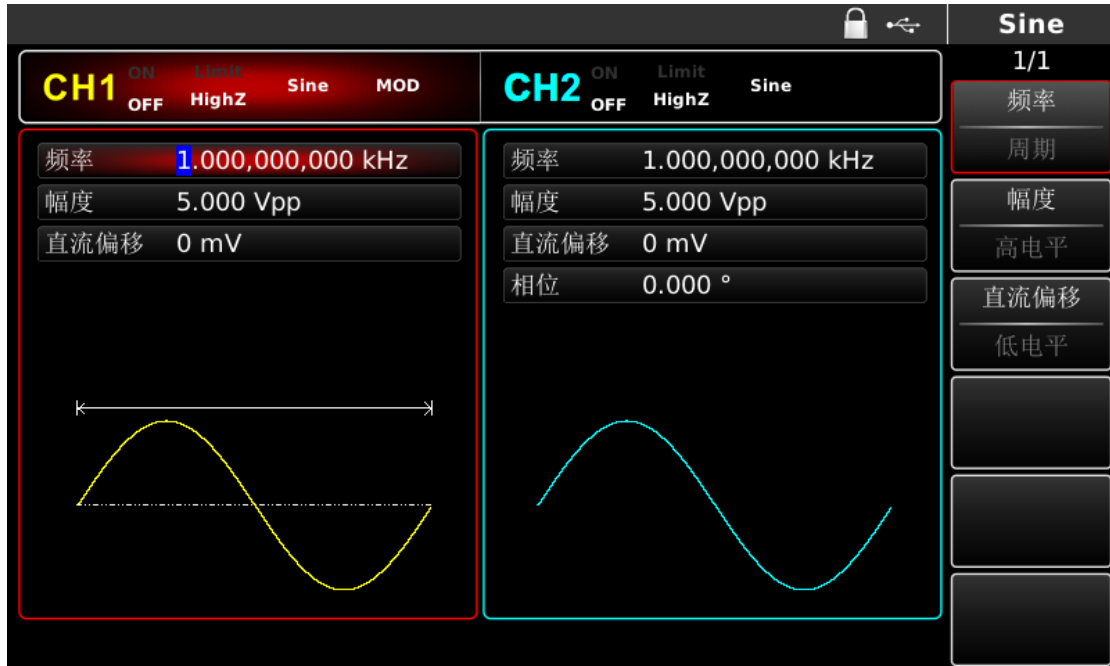 Sine
1/1
CH1 ON OFF Limit HighZ Sine MOD
CH2 ON OFF Limit HighZ Sine
频率 1.000,000,000 kHz
幅度 5.000 Vpp
直流偏移 0 mV
频率 1.000,000,000 kHz
幅度 5.000 Vpp
直流偏移 0 mV
相位 0.000 °
频率
周期
幅度
高电平
直流偏移
低电平